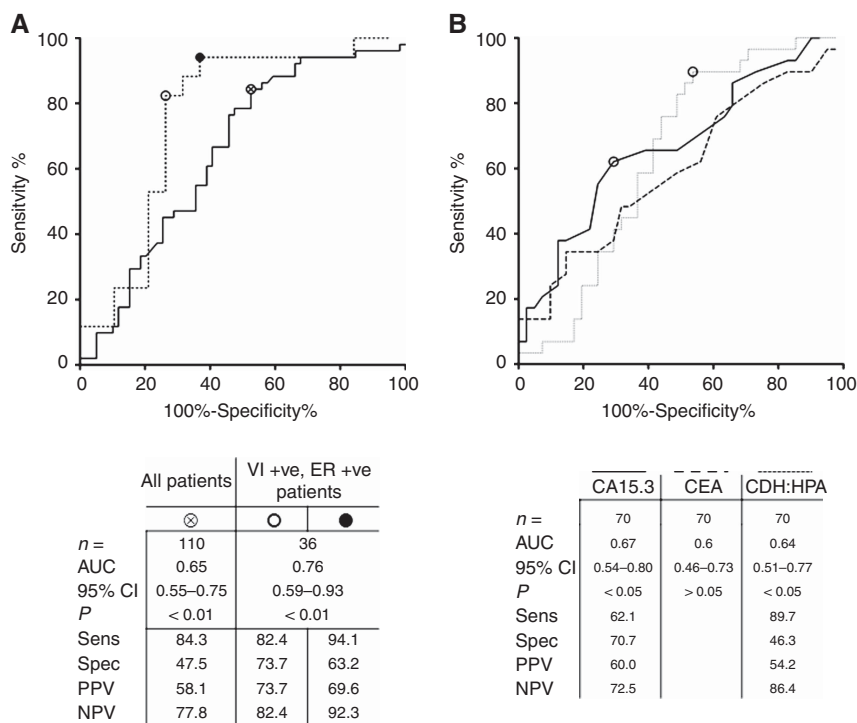 A
100
80
60
40
20
0
Sensitvity %
0 20 40 60 80 100
100%-Specificity%
All patients VI +ve, ER +ve patients
n = 110 36
AUC 0.65 0.76
95% CI 0.55–0.75 0.59–0.93
P < 0.01 < 0.01
Sens 84.3 82.4 94.1
Spec 47.5 73.7 63.2
PPV 58.1 73.7 69.6
NPV 77.8 82.4 92.3
B
100
80
60
40
20
0
Sensitivity %
0 20 40 60 80 100
100%-Specificity%
CA15.3 CEA CDH:HPA
n = 70 70 70
AUC 0.67 0.6 0.64
95% CI 0.54–0.80 0.46–0.73 0.51–0.77
P < 0.05 > 0.05 < 0.05
Sens 62.1 89.7
Spec 70.7 46.3
PPV 60.0 54.2
NPV 72.5 86.4